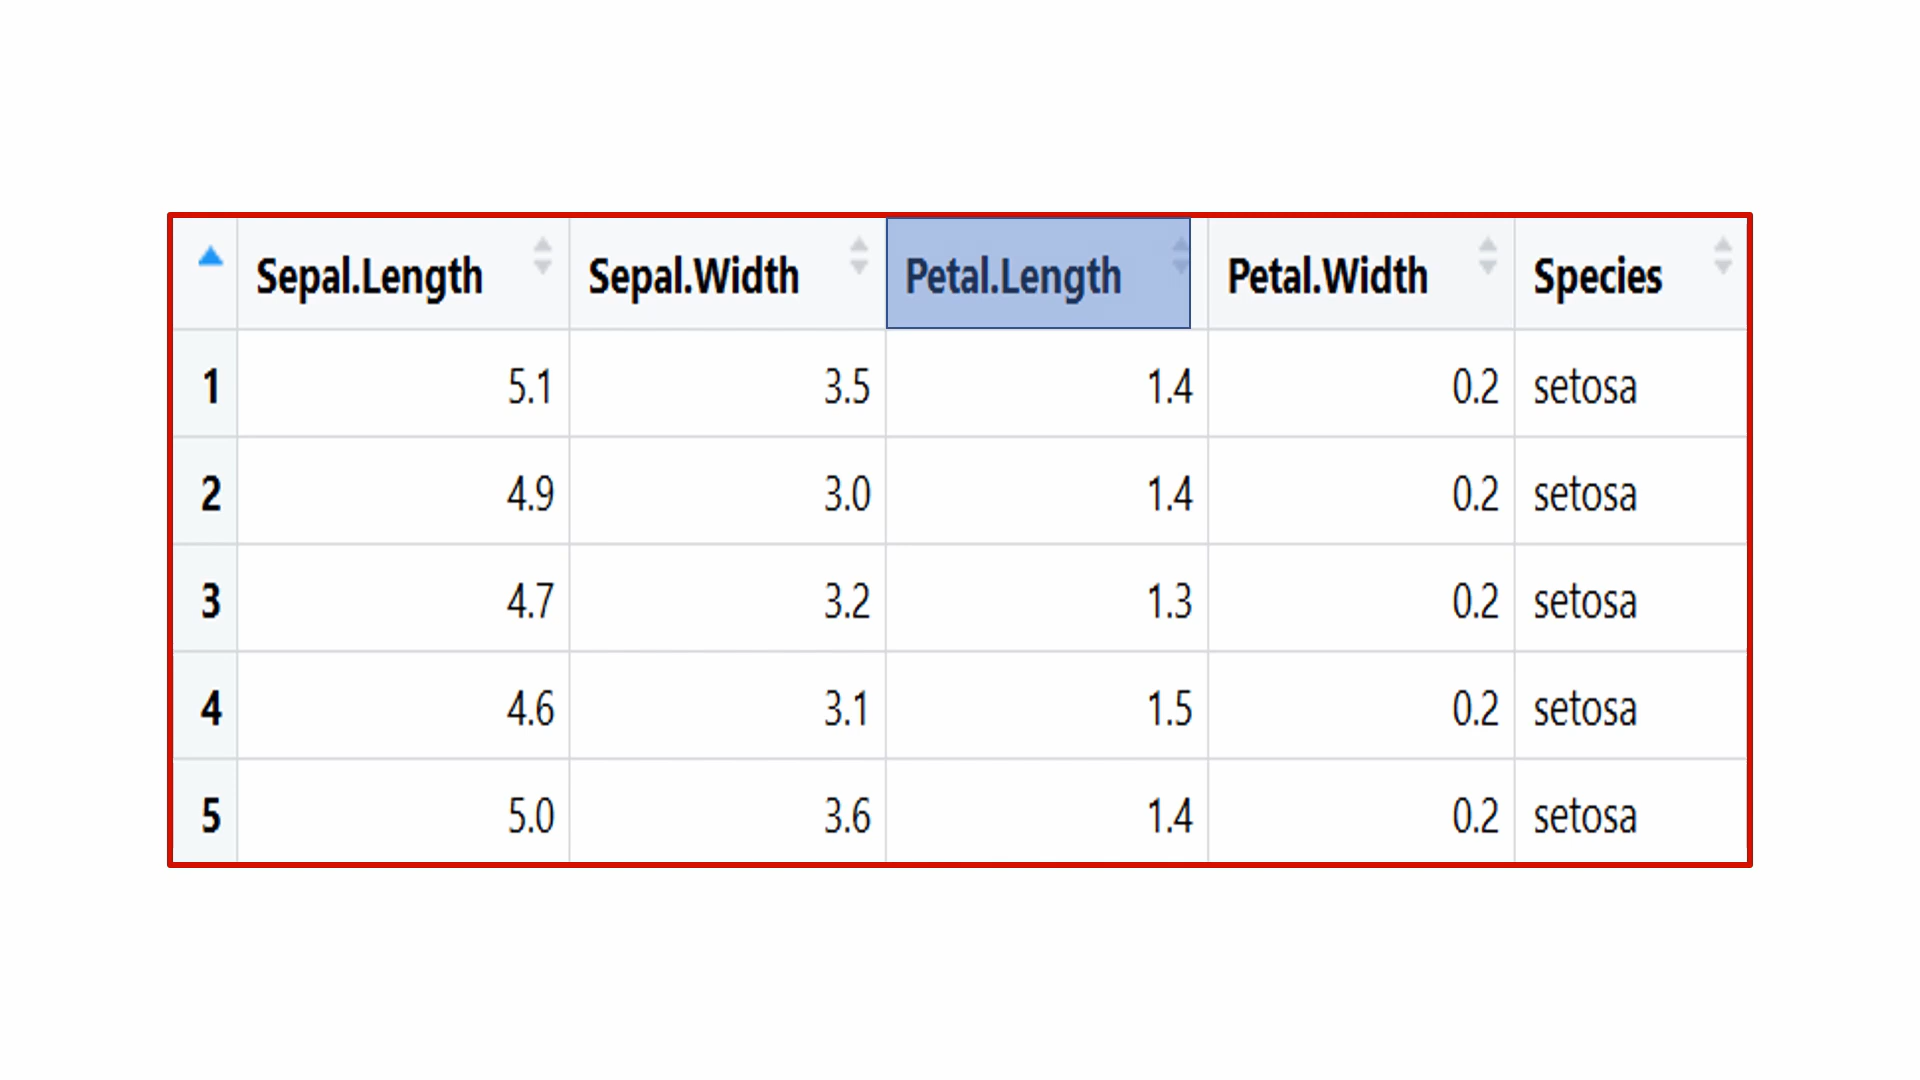 Sepal.Length Sepal.Width Petal.Length Petal.Width Species
1 5.1 3.5 1.4 0.2 setosa
2 4.9 3.0 1.4 0.2 setosa
3 4.7 3.2 1.3 0.2 setosa
4 4.6 3.1 1.5 0.2 setosa
5 5.0 3.6 1.4 0.2 setosa